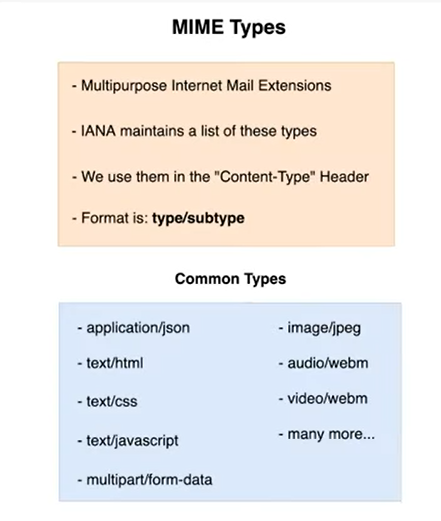 MIME Types
- Multipurpose Internet Mail Extensions
- IANA maintains a list of these types
- We use them in the "Content-Type" Header
- Format is: type/subtype
Common Types
- application/json
- text/html
- text/css
- text/javascript
- multipart/form-data
- image/jpeg
- audio/webm
- video/webm
- many more...